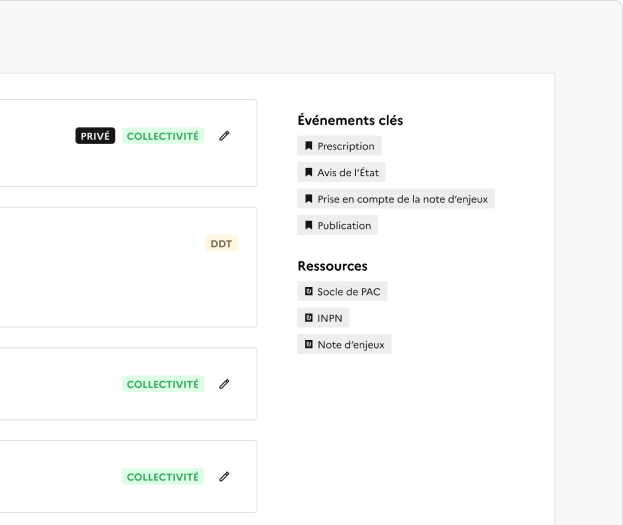 PRIVÉ COLLECTIVITÉ
DDT
COLLECTIVITÉ
COLLECTIVITÉ
Événements clés
Prescription
Avis de l'État
Prise en compte de la note d'enjeux
Publication
Ressources
Socle de PAC
INPN
Note d'enjeux